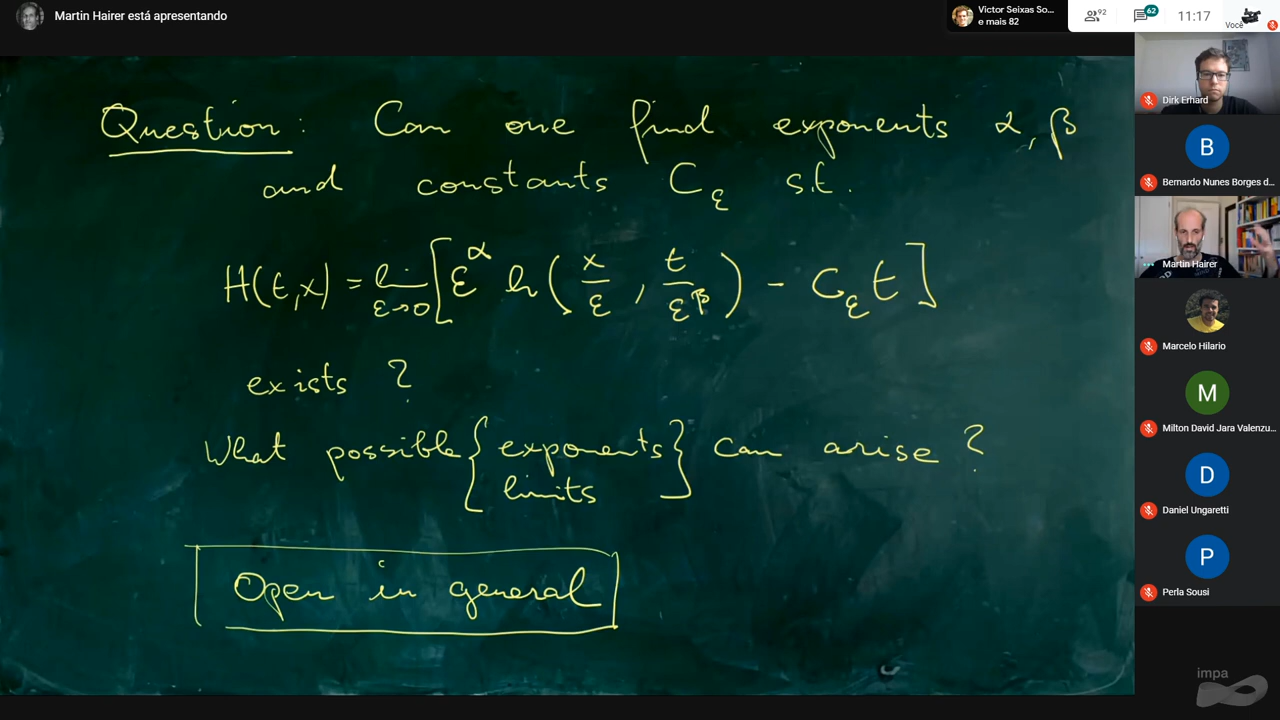 Martin Hairer está apresentando
Victor Seixas So...
e mais 82
92
62
11:17
Você
Question: Can one find exponents α, β
and constants C_ε s.t.
H(t,x) = lim_{ε→0} [ε^α h(x/ε, t/ε^β) - C_ε t]
exists ?
What possible {exponents limits} can arise ?
Open in general
Dirk Erhard
B
Bernardo Nunes Borges d...
Martin Hairer
Marcelo Hilario
M
Milton David Jara Valenzu...
D
Daniel Ungaretti
P
Perla Sousi
impa